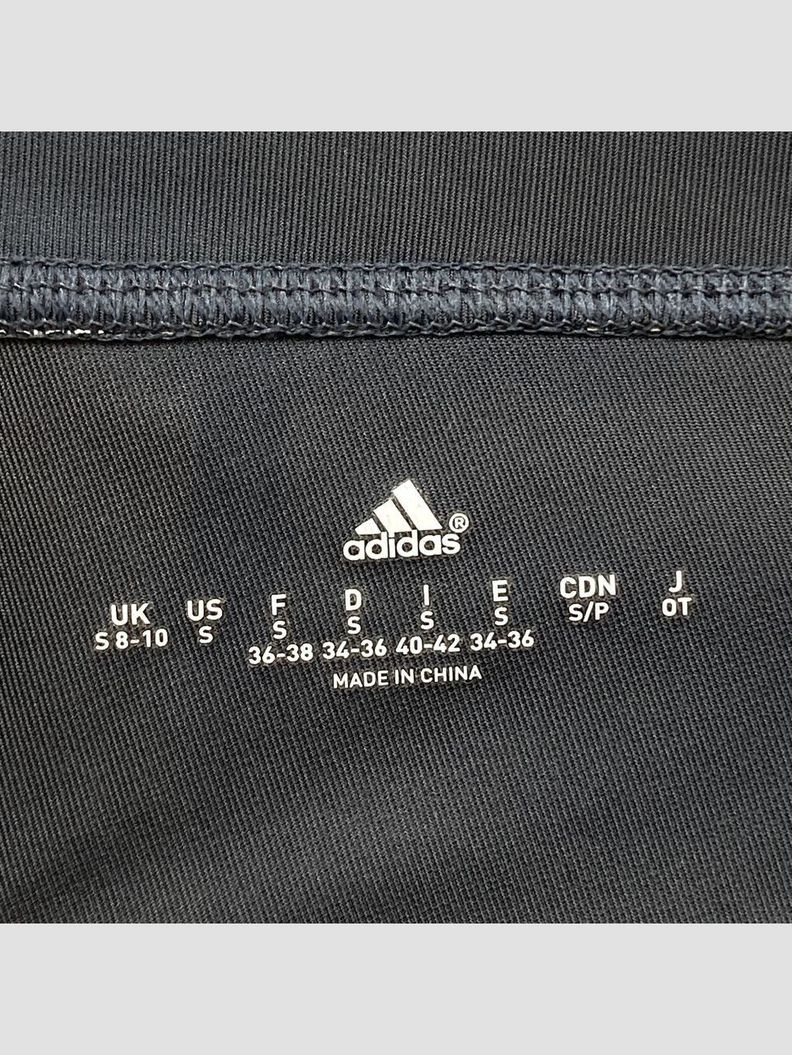 adidas®
UK US F D I E CDN J
S 8-10 S S S S S S/P OT
36-38 34-36 40-42 34-36
MADE IN CHINA